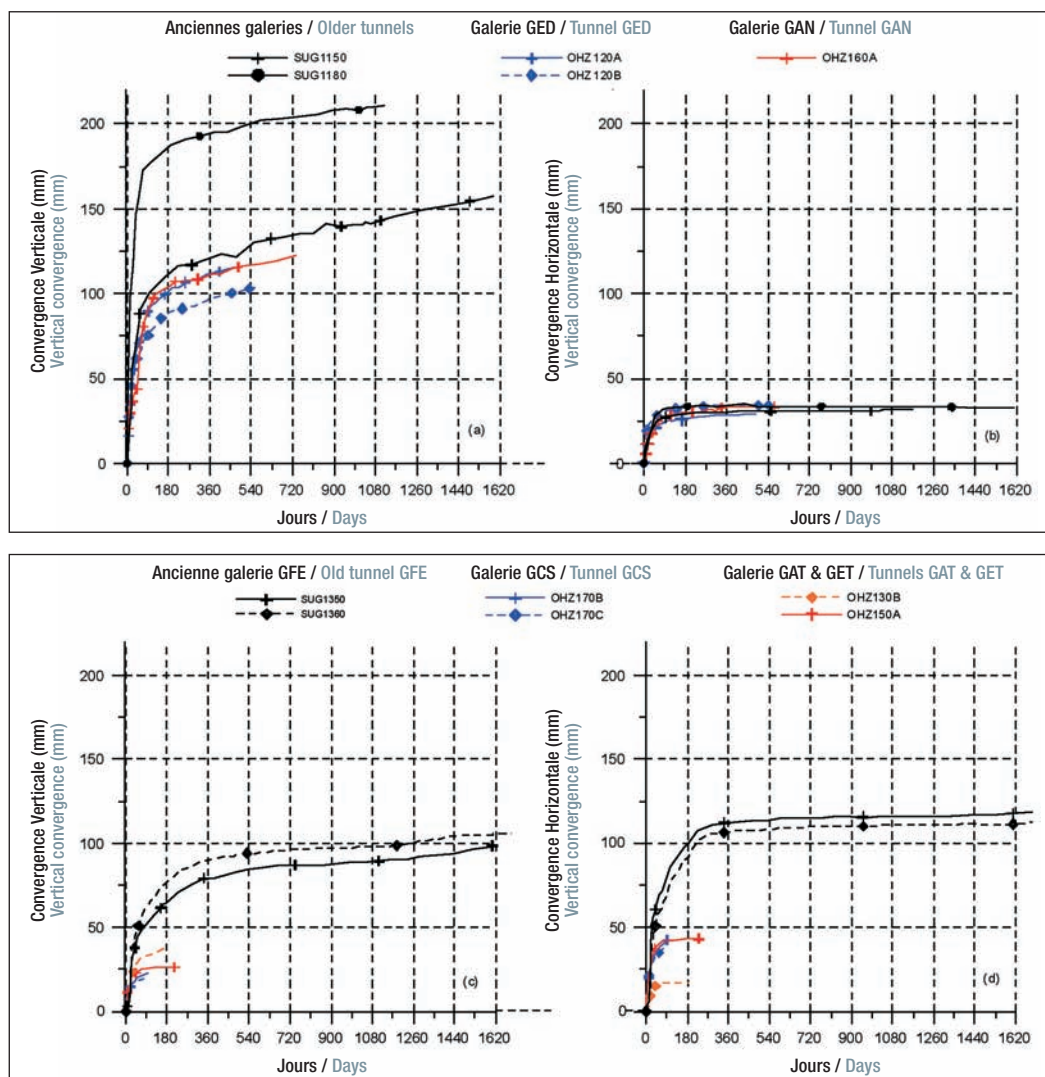 Anciennes galeries / Older tunnels
Galerie GED / Tunnel GED
Galerie GAN / Tunnel GAN
SUG1150
SUG1180
OHZ120A
OHZ120B
OHZ160A
Convergence Verticale (mm)
Vertical convergence (mm)
200
150
100
50
0
(a)
0 180 360 540 720 900 1080 1260 1440 1620
Jours / Days
Convergence Horizontale (mm)
Vertical convergence (mm)
200
150
100
50
0
(b)
0 180 360 540 720 900 1080 1260 1440 1620
Jours / Days
Ancienne galerie GFE / Old tunnel GFE
Galerie GCS / Tunnel GCS
Galerie GAT & GET / Tunnels GAT & GET
SUG1350
SUG1360
OHZ170B
OHZ170C
OHZ130B
OHZ150A
Convergence Verticale (mm)
Vertical convergence (mm)
200
150
100
50
0
(c)
0 180 360 540 720 900 1080 1260 1440 1620
Jours / Days
Convergence Horizontale (mm)
Vertical convergence (mm)
200
150
100
50
0
(d)
0 180 360 540 720 900 1080 1260 1440 1620
Jours / Days